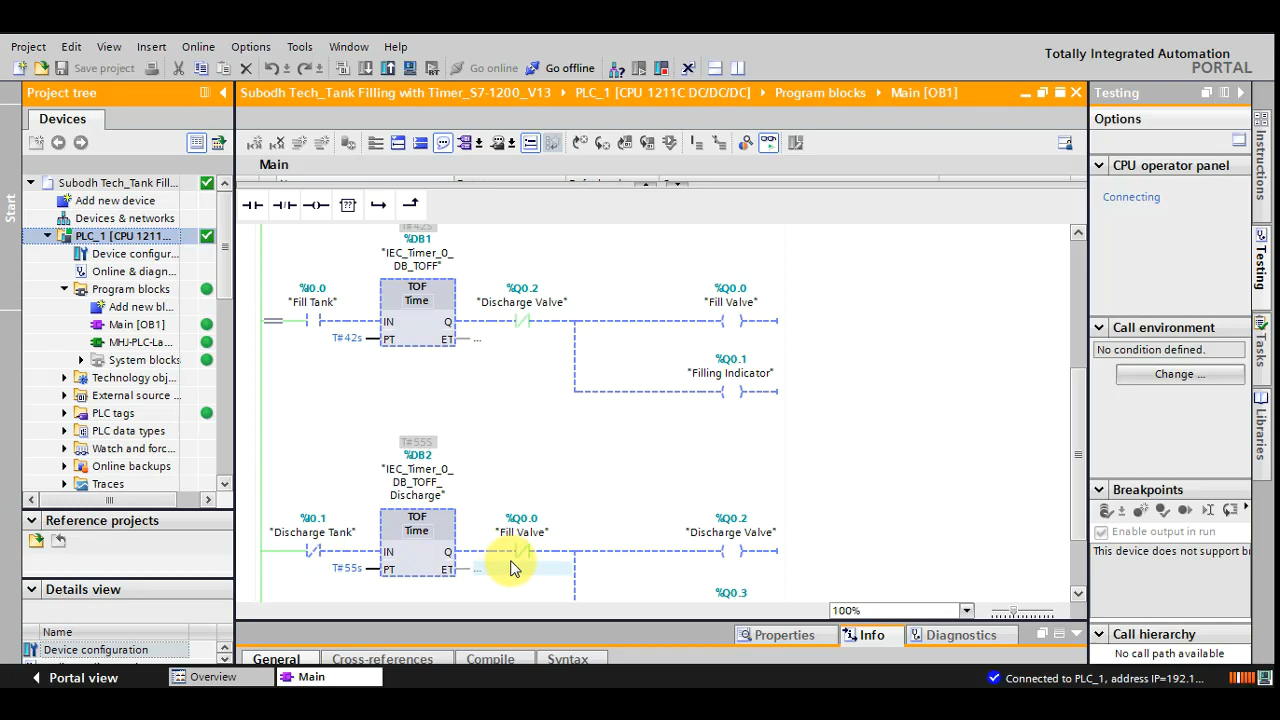 Project Edit View Insert Online Options Tools Window Help
Totally Integrated Automation
PORTAL
Save project
Go online
Go offline
Project tree
Subodh Tech_Tank Filling with Timer_S7-1200_V13 PLC_1 [CPU 1211C DC/DC/DC] Program blocks Main [OB1]
Testing
Devices
Options
Main
CPU operator panel
Connecting
Start
Subodh Tech_Tank Fill...
Add new device
Devices & networks
PLC_1 [CPU 1211...
Device configur...
Online & diagn...
Program blocks
Add new bl...
Main [OB1]
MHJ-PLC-La...
System blocks
Technology obj...
External source ...
PLC tags
PLC data types
Watch and forc...
Online backups
Traces
T#42S
%DB1
"IEC_Timer_0_
DB_TOFF"
%I0.0
"Fill Tank"
TOF
Time
IN Q
PT ET
T#42s
...
%Q0.2
"Discharge Valve"
%Q0.0
"Fill Valve"
%Q0.1
"Filling Indicator"
T#55S
%DB2
"IEC_Timer_0_
DB_TOFF_
Discharge"
%I0.1
"Discharge Tank"
TOF
Time
IN Q
PT ET
T#55s
...
%Q0.0
"Fill Valve"
%Q0.2
"Discharge Valve"
%Q0.3
Call environment
No condition defined.
Change ...
Breakpoints
Enable output in run
This device does not support br
Call hierarchy
No call path available
Instructions
Testing
Tasks
Libraries
Reference projects
Details view
Name
Device configuration
100%
Properties
Info
Diagnostics
General Cross-references Compile Syntax
Portal view
Overview
Main
Connected to PLC_1, address IP=192.1...